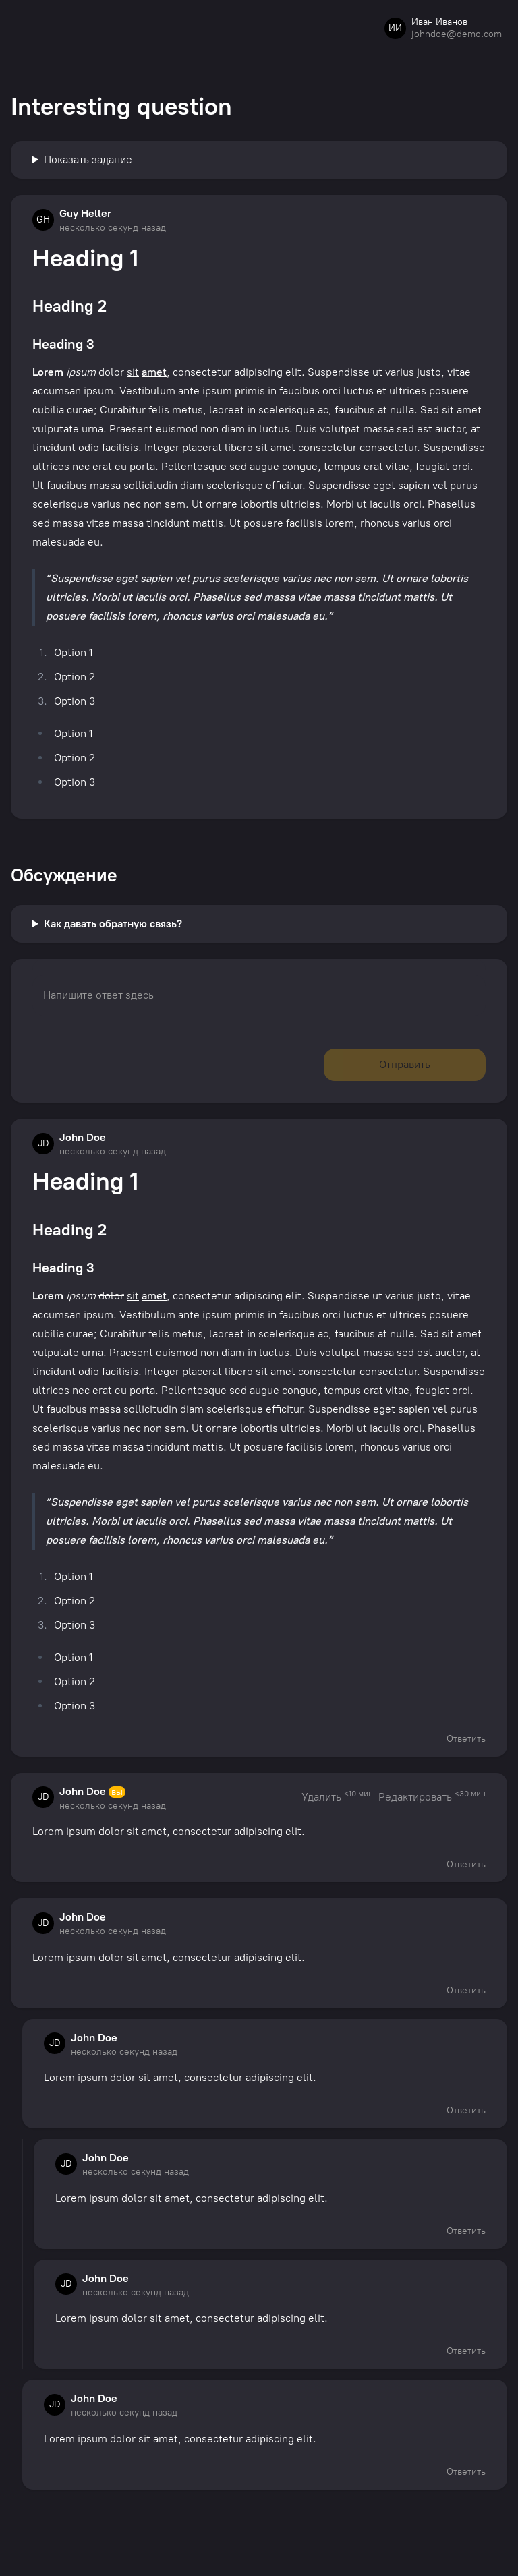 ИИ
Иван Иванов
johndoe@demo.com
Interesting question
Показать задание
GH
Guy Heller
несколько секунд назад
Heading 1
Heading 2
Heading 3
Lorem ipsum dolor sit amet, consectetur adipiscing elit. Suspendisse ut varius justo, vitae
accumsan ipsum. Vestibulum ante ipsum primis in faucibus orci luctus et ultrices posuere
cubilia curae; Curabitur felis metus, laoreet in scelerisque ac, faucibus at nulla. Sed sit amet
vulputate urna. Praesent euismod non diam in luctus. Duis volutpat massa sed est auctor, at
tincidunt odio facilisis. Integer placerat libero sit amet consectetur consectetur. Suspendisse
ultrices nec erat eu porta. Pellentesque sed augue congue, tempus erat vitae, feugiat orci.
Ut faucibus massa sollicitudin diam scelerisque efficitur. Suspendisse eget sapien vel purus
scelerisque varius nec non sem. Ut ornare lobortis ultricies. Morbi ut iaculis orci. Phasellus
sed massa vitae massa tincidunt mattis. Ut posuere facilisis lorem, rhoncus varius orci
malesuada eu.
“Suspendisse eget sapien vel purus scelerisque varius nec non sem. Ut ornare lobortis
ultricies. Morbi ut iaculis orci. Phasellus sed massa vitae massa tincidunt mattis. Ut
posuere facilisis lorem, rhoncus varius orci malesuada eu.”
1. Option 1
2. Option 2
3. Option 3
• Option 1
• Option 2
• Option 3
Обсуждение
Как давать обратную связь?
Напишите ответ здесь
Отправить
JD
John Doe
несколько секунд назад
Heading 1
Heading 2
Heading 3
Lorem ipsum dolor sit amet, consectetur adipiscing elit. Suspendisse ut varius justo, vitae
accumsan ipsum. Vestibulum ante ipsum primis in faucibus orci luctus et ultrices posuere
cubilia curae; Curabitur felis metus, laoreet in scelerisque ac, faucibus at nulla. Sed sit amet
vulputate urna. Praesent euismod non diam in luctus. Duis volutpat massa sed est auctor, at
tincidunt odio facilisis. Integer placerat libero sit amet consectetur consectetur. Suspendisse
ultrices nec erat eu porta. Pellentesque sed augue congue, tempus erat vitae, feugiat orci.
Ut faucibus massa sollicitudin diam scelerisque efficitur. Suspendisse eget sapien vel purus
scelerisque varius nec non sem. Ut ornare lobortis ultricies. Morbi ut iaculis orci. Phasellus
sed massa vitae massa tincidunt mattis. Ut posuere facilisis lorem, rhoncus varius orci
malesuada eu.
“Suspendisse eget sapien vel purus scelerisque varius nec non sem. Ut ornare lobortis
ultricies. Morbi ut iaculis orci. Phasellus sed massa vitae massa tincidunt mattis. Ut
posuere facilisis lorem, rhoncus varius orci malesuada eu.”
1. Option 1
2. Option 2
3. Option 3
• Option 1
• Option 2
• Option 3
Ответить
JD
John Doe Вы
несколько секунд назад
Удалить <10 мин Редактировать <30 мин
Lorem ipsum dolor sit amet, consectetur adipiscing elit.
Ответить
JD
John Doe
несколько секунд назад
Lorem ipsum dolor sit amet, consectetur adipiscing elit.
Ответить
JD
John Doe
несколько секунд назад
Lorem ipsum dolor sit amet, consectetur adipiscing elit.
Ответить
JD
John Doe
несколько секунд назад
Lorem ipsum dolor sit amet, consectetur adipiscing elit.
Ответить
JD
John Doe
несколько секунд назад
Lorem ipsum dolor sit amet, consectetur adipiscing elit.
Ответить
JD
John Doe
несколько секунд назад
Lorem ipsum dolor sit amet, consectetur adipiscing elit.
Ответить